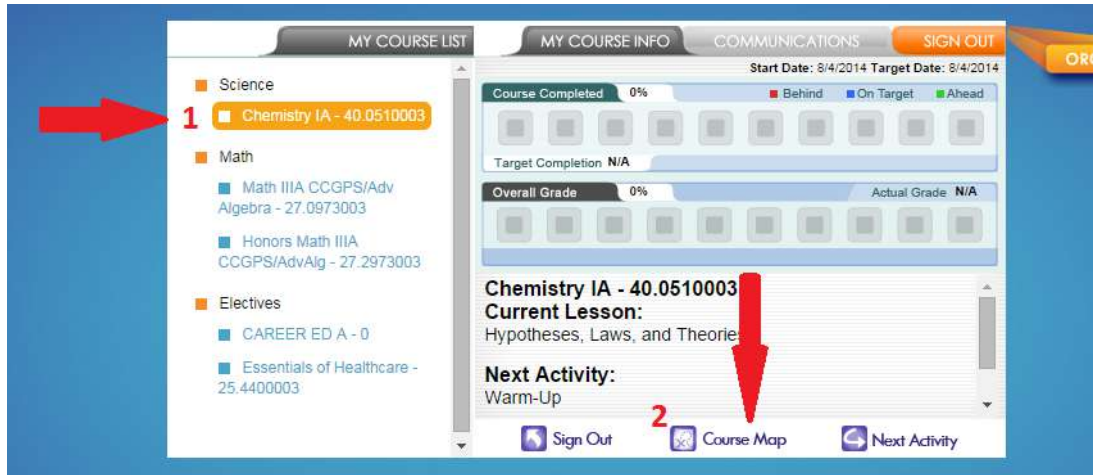 MY COURSE LIST
MY COURSE INFO
COMMUNICATIONS
SIGN OUT
Start Date: 8/4/2014 Target Date: 8/4/2014
Science
1
Chemistry IA - 40.0510003
Math
Math IIIA CCGPS/Adv
Algebra - 27.0973003
Honors Math IIIA
CCGPS/AdvAlg - 27.2973003
Electives
CAREER ED A - 0
Essentials of Healthcare -
25.4400003
Course Completed 0%
Behind On Target Ahead
Target Completion N/A
Overall Grade 0%
Actual Grade N/A
Chemistry IA - 40.0510003
Current Lesson:
Hypotheses, Laws, and Theories
Next Activity:
Warm-Up
2
Sign Out
Course Map
Next Activity